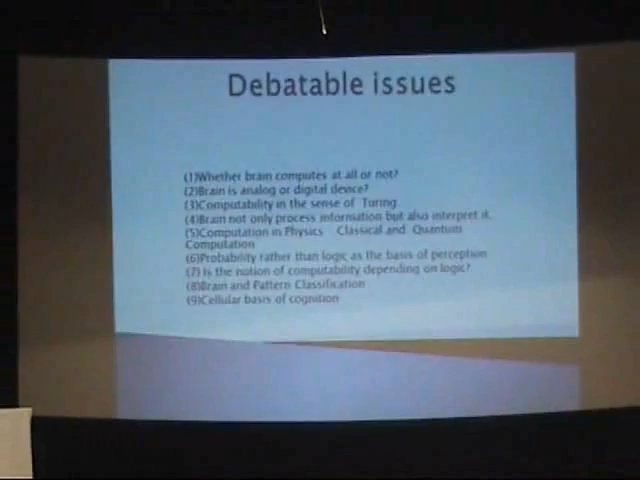 Debatable issues
(1)Whether brain computes at all or not?
(2)Brain is analog or digital device?
(3)Computability in the sense of Turing
(4)Brain not only process information but also interpret it.
(5)Computation in Physics Classical and Quantum
Computation
(6)Probability rather than logic as the basis of perception
(7) Is the notion of computability depending on logic?
(8)Brain and Pattern Classification
(9)Cellular basis of cognition